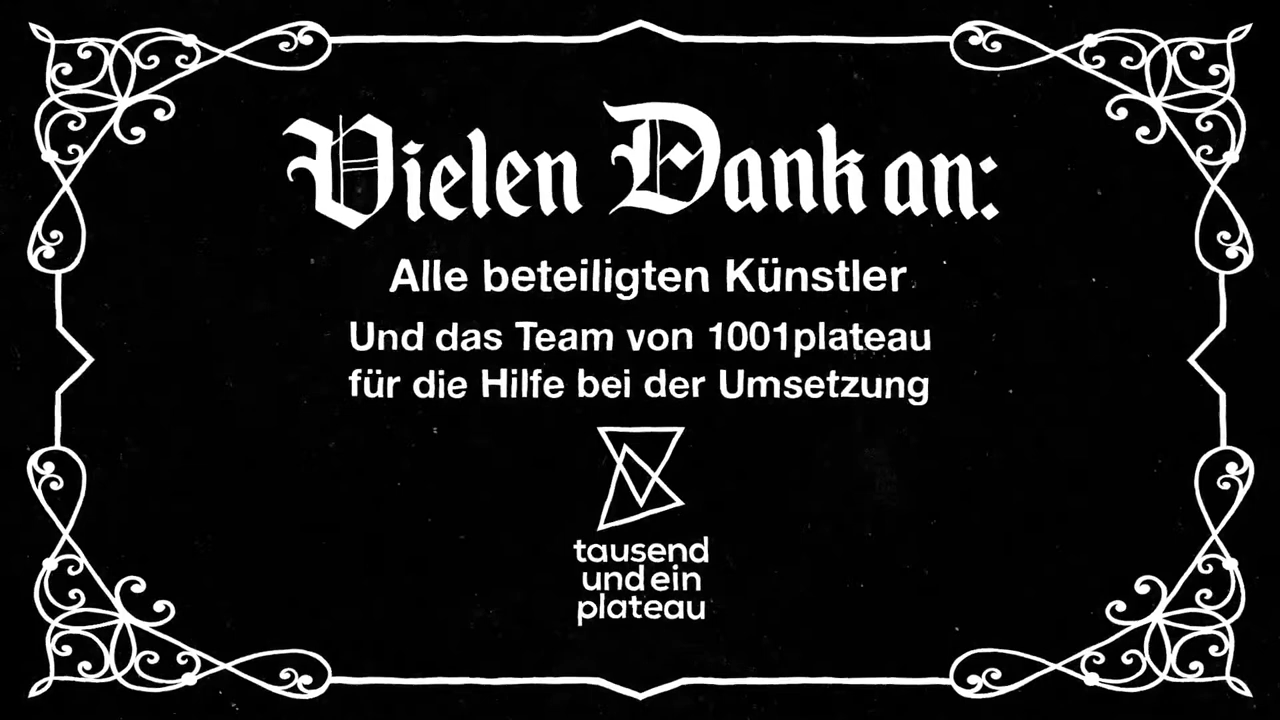 Vielen Dank an:
Alle beteiligten Künstler
Und das Team von 1001plateau
für die Hilfe bei der Umsetzung
tausend
und ein
plateau